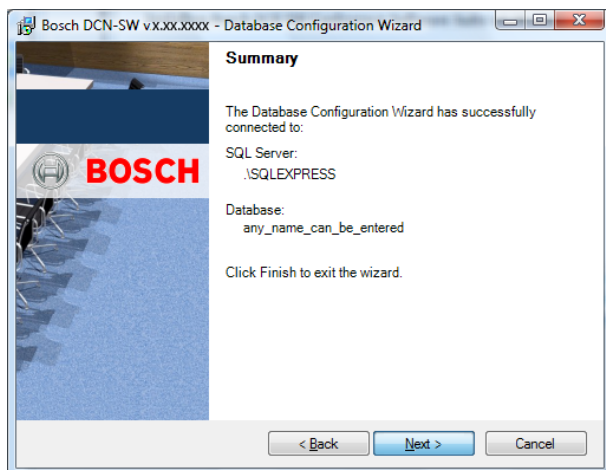 Bosch DCN-SW vx.xx.xxxx - Database Configuration Wizard
Summary
The Database Configuration Wizard has successfully
connected to:
SQL Server:
.\SQLEXPRESS
BOSCH
Database:
any_name_can_be_entered
Click Finish to exit the wizard.
< Back
Next >
Cancel